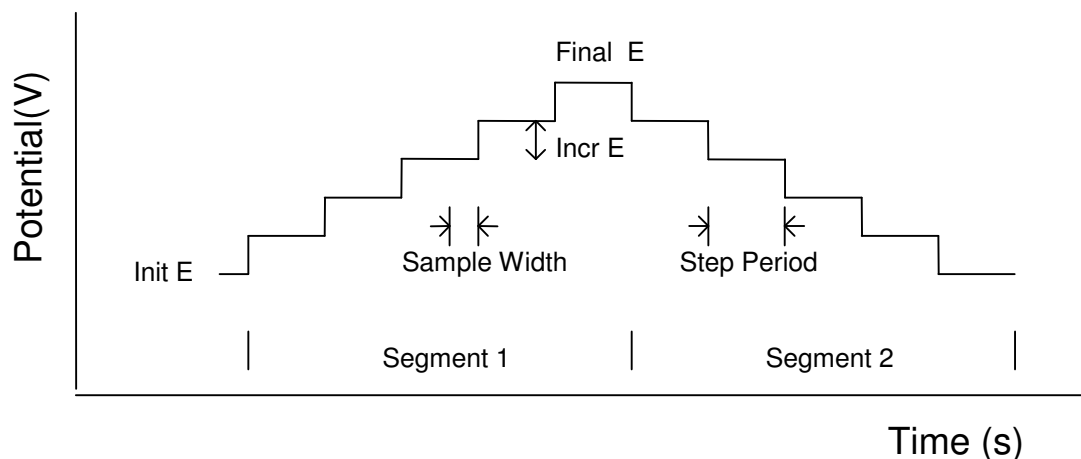 Potential(V)
Final E
Incr E
Sample Width
Step Period
Init E
Segment 1
Segment 2
Time (s)